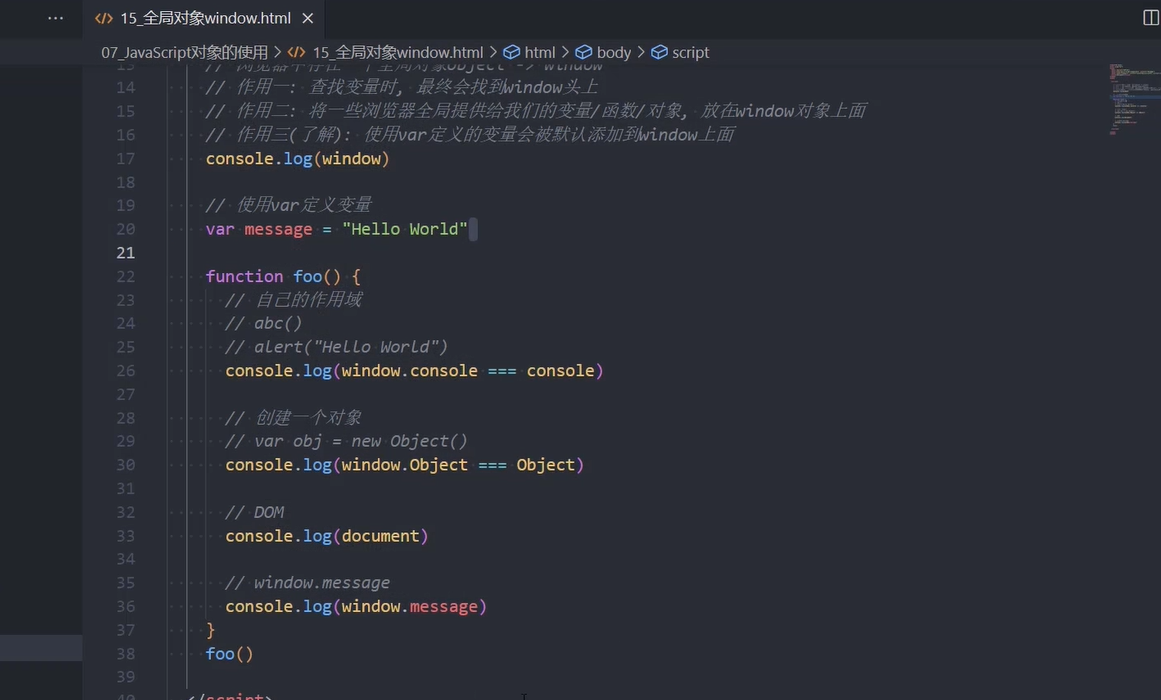 ··· </> 15_全局对象window.html ×
07_JavaScript对象的使用 > </> 15_全局对象window.html > html > body > script
13 // 浏览器中存在一个全局对象object -> window
14 // 作用一: 查找变量时, 最终会找到window头上
15 // 作用二: 将一些浏览器全局提供给我们的变量/函数/对象, 放在window对象上面
16 // 作用三(了解): 使用var定义的变量会被默认添加到window上面
17 console.log(window)
18
19 // 使用var定义变量
20 var message = "Hello World"
21
22 function foo() {
23 // 自己的作用域
24 // abc()
25 // alert("Hello World")
26 console.log(window.console === console)
27
28 // 创建一个对象
29 // var obj = new Object()
30 console.log(window.Object === Object)
31
32 // DOM
33 console.log(document)
34
35 // window.message
36 console.log(window.message)
37 }
38 foo()
39
40 </script>